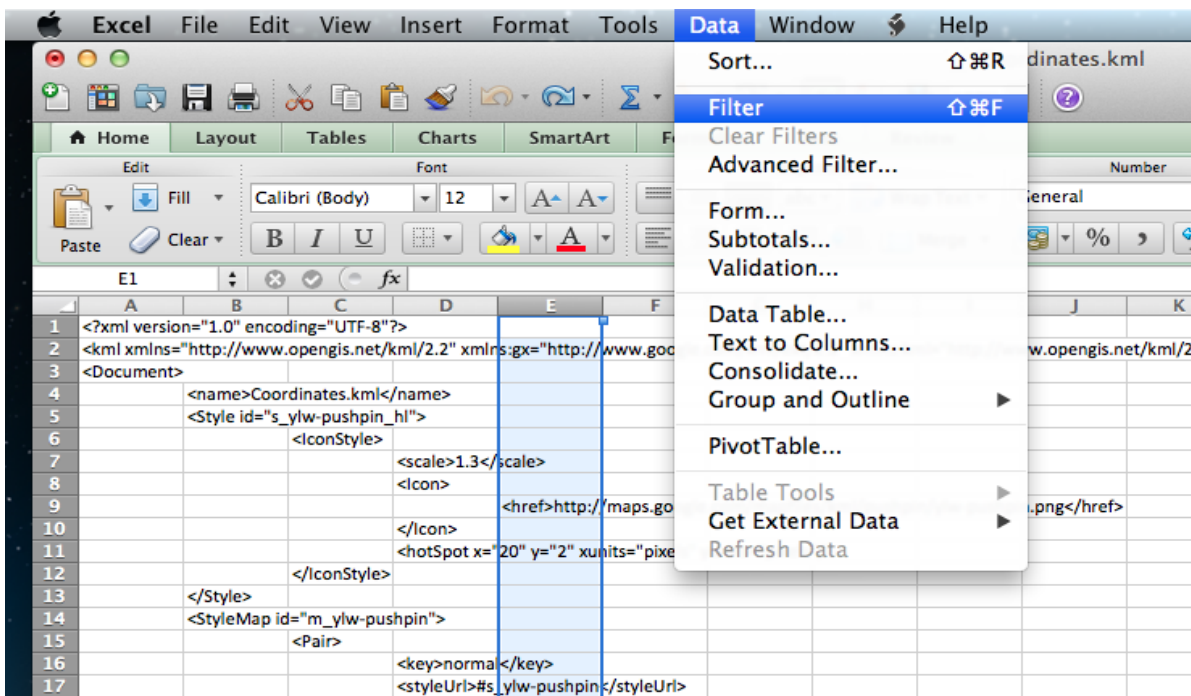 Excel File Edit View Insert Format Tools Data Window Help
dinates.kml
Sort... ⇧⌘R
Filter ⇧⌘F
Clear Filters
Advanced Filter...
Form...
Subtotals...
Validation...
Data Table...
Text to Columns...
Consolidate...
Group and Outline
PivotTable...
Table Tools
Get External Data
Refresh Data
Home Layout Tables Charts SmartArt
Edit Font Number
Fill Calibri (Body) 12 A A General
Paste Clear B I U A % ,
E1 fx
A B C D E F J K
1 <?xml version="1.0" encoding="UTF-8"?>
2 <kml xmlns="http://www.opengis.net/kml/2.2" xmlns:gx="http://www.goo w.opengis.net/kml/2
3 <Document>
4 <name>Coordinates.kml</name>
5 <Style id="s_ylw-pushpin_hl">
6 <IconStyle>
7 <scale>1.3</scale>
8 <Icon>
9 <href>http://maps.go .png</href>
10 </Icon>
11 <hotSpot x="20" y="2" xunits="pixe
12 </IconStyle>
13 </Style>
14 <StyleMap id="m_ylw-pushpin">
15 <Pair>
16 <key>normal</key>
17 <styleUrl>#s_ylw-pushpin</styleUrl>